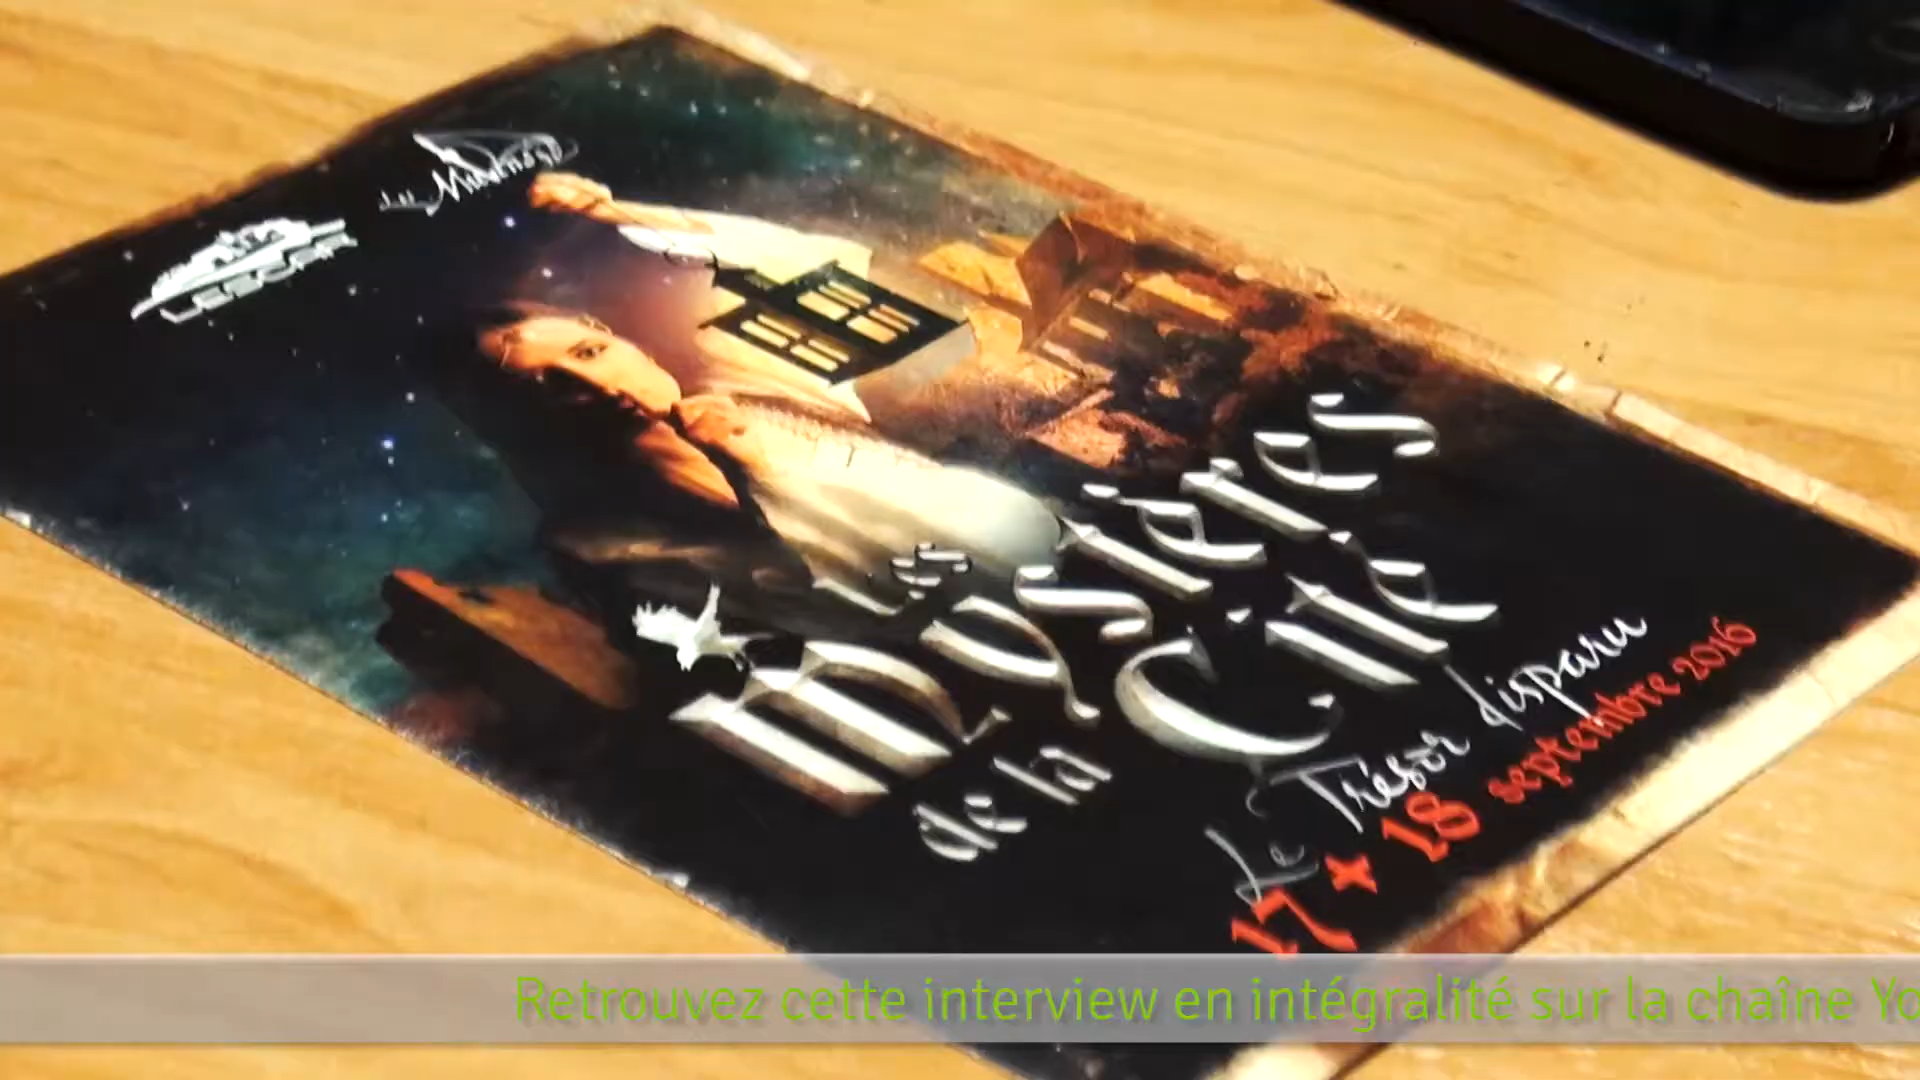 Les
Mystères
de la Cité
Le Trésor disparu
17 & 18 septembre 2016
Retrouvez cette interview en intégralité sur la chaîne Yo